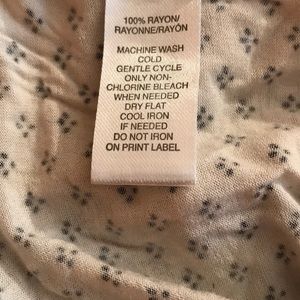 100% RAYON/
RAYONNE/RAYÓN
MACHINE WASH
COLD
GENTLE CYCLE
ONLY NON-
CHLORINE BLEACH
WHEN NEEDED
DRY FLAT
COOL IRON
IF NEEDED
DO NOT IRON
ON PRINT LABEL